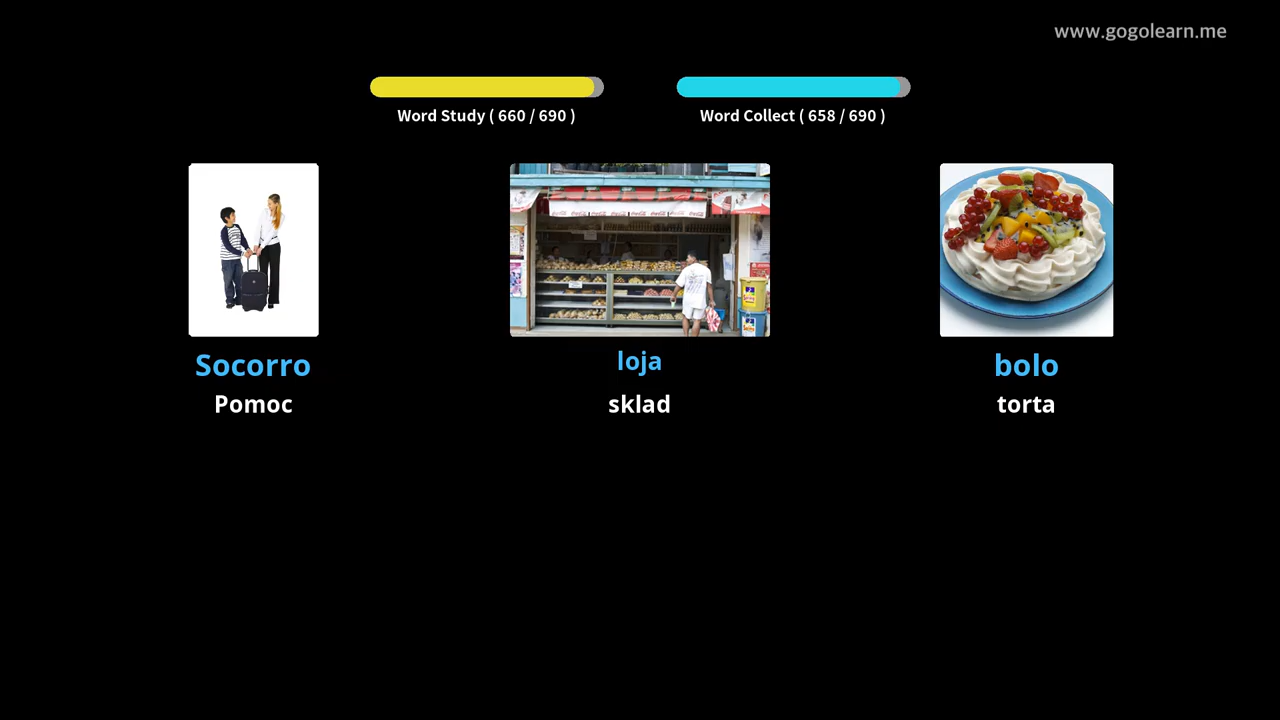 www.gogolearn.me
Word Study ( 660 / 690 )
Word Collect ( 658 / 690 )
Socorro
loja
bolo
Pomoc
sklad
torta